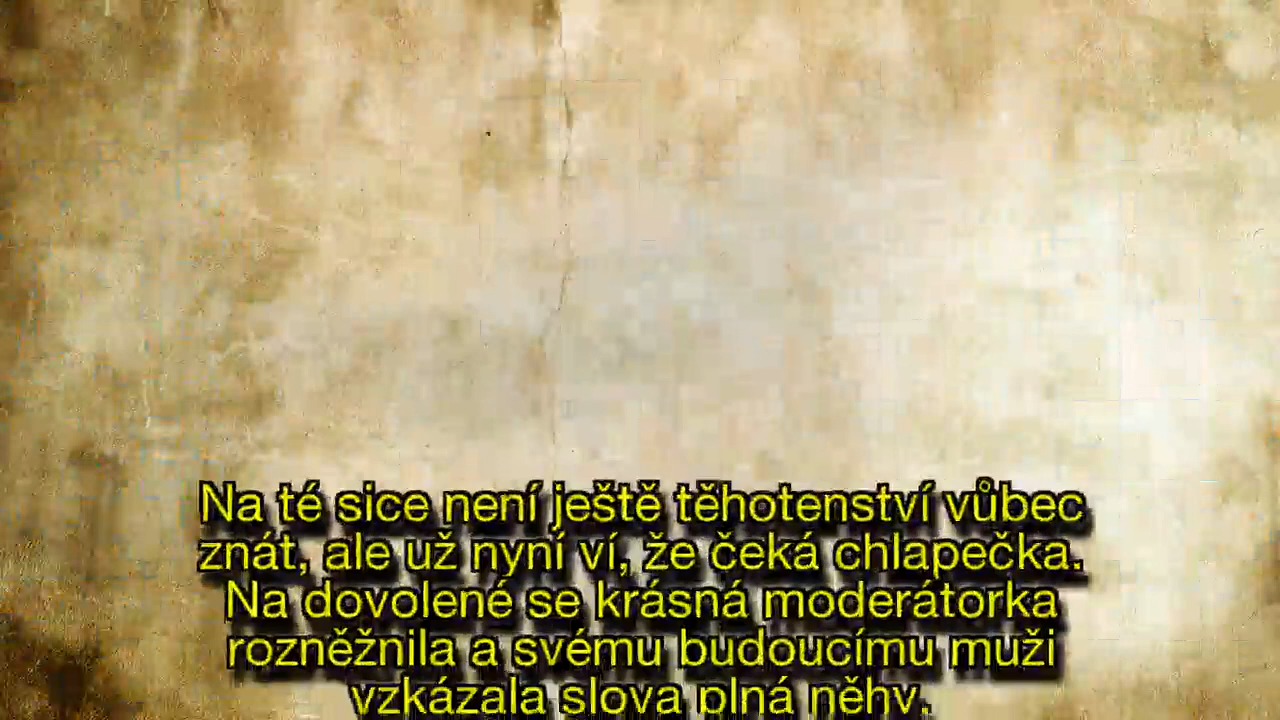 Na té sice není ještě těhotenství vůbec
znát, ale už nyní ví, že čeká chlapečka.
Na dovolené se krásná moderátorka
rozněžnila a svému budoucímu muži
vzkázala slova plná něhy.